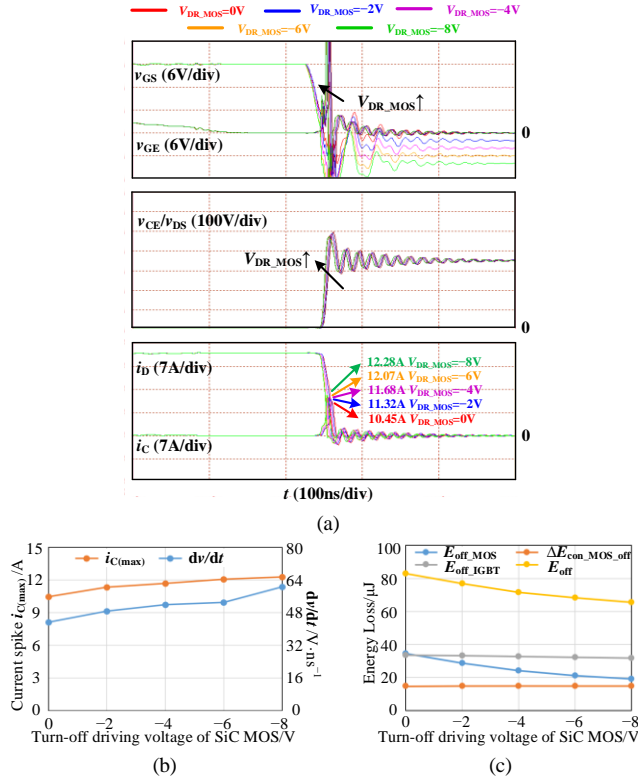 V_DR_MOS=0V V_DR_MOS=−2V V_DR_MOS=−4V
V_DR_MOS=−6V V_DR_MOS=−8V
v_GS (6V/div)
V_DR_MOS↑
0
v_GE (6V/div)
v_CE/v_DS (100V/div)
V_DR_MOS↑
0
i_D (7A/div)
12.28A V_DR_MOS=−8V
12.07A V_DR_MOS=−6V
11.68A V_DR_MOS=−4V
11.32A V_DR_MOS=−2V
10.45A V_DR_MOS=0V
i_C (7A/div)
0
t (100ns/div)
(a)
i_C(max) dv/dt
Current spike i_C(max)/A
15
12
9
6
3
0
80
64
48
32
16
0
dv/dt /V·ns⁻¹
0 −2 −4 −6 −8
Turn-off driving voltage of SiC MOS/V
(b)
E_off_MOS ΔE_con_MOS_off
E_off_IGBT E_off
Energy Loss/μJ
100
80
60
40
20
0
0 −2 −4 −6 −8
Turn-off driving voltage of SiC MOS/V
(c)